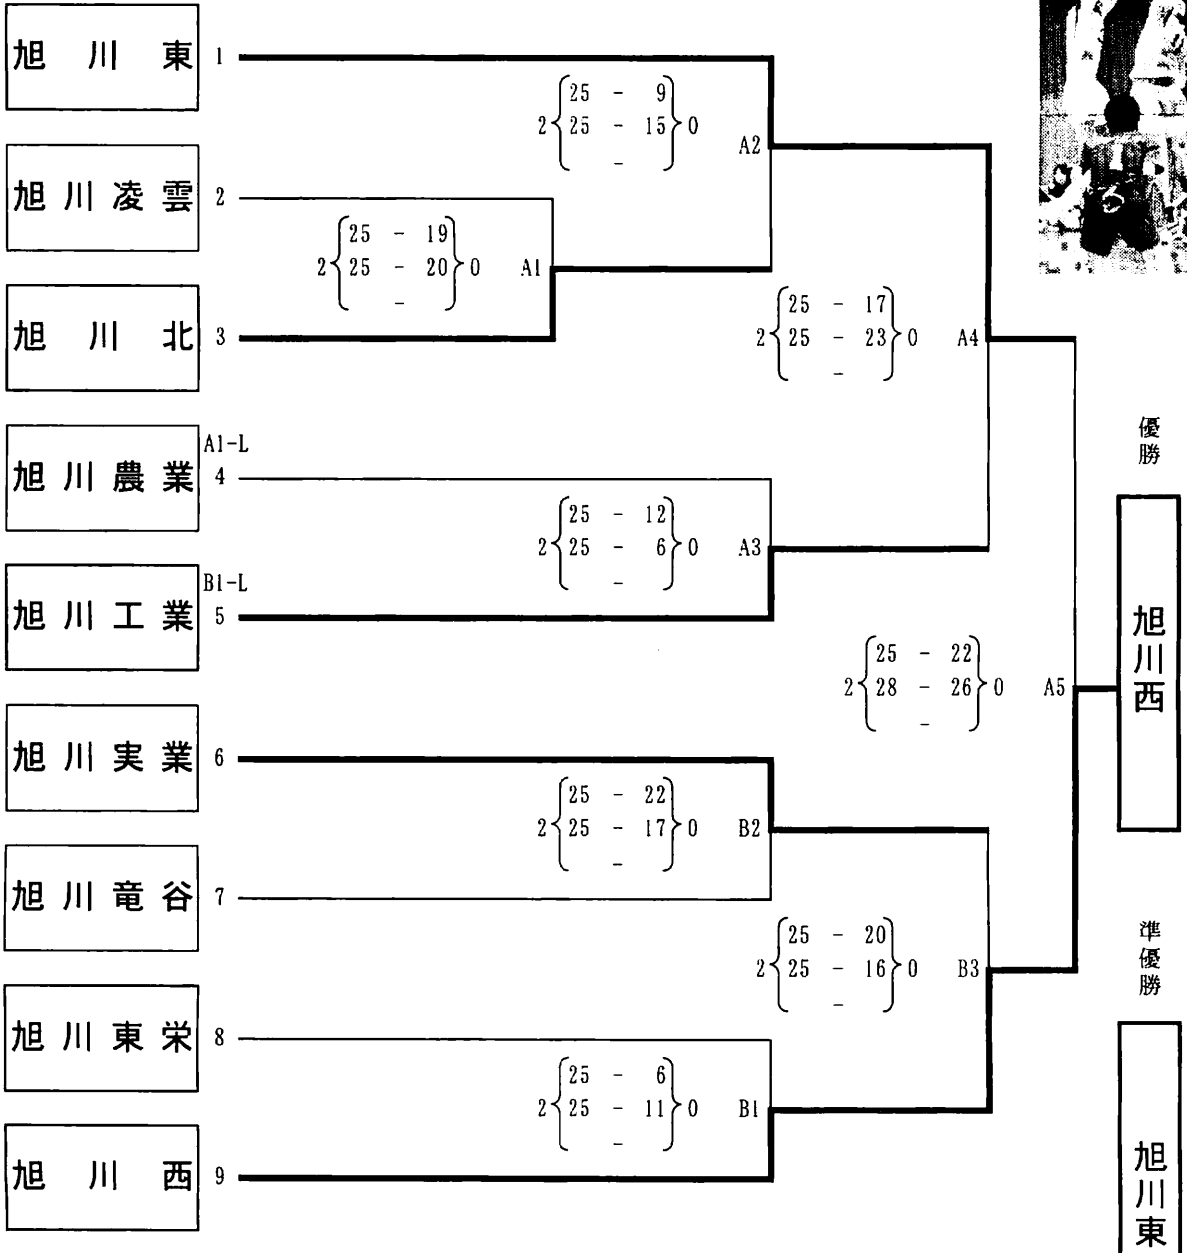 旭川東 1
25 - 9
2 25 - 15 0
-
A2
旭川凌雲 2
25 - 19
2 25 - 20 0
-
A1
旭川北 3
25 - 17
2 25 - 23 0
-
A4
A1-L
旭川農業 4
25 - 12
2 25 - 6 0
-
A3
B1-L
旭川工業 5
25 - 22
2 28 - 26 0
-
A5
旭川実業 6
25 - 22
2 25 - 17 0
-
B2
旭川竜谷 7
25 - 20
2 25 - 16 0
-
B3
旭川東栄 8
25 - 6
2 25 - 11 0
-
B1
旭川西 9
優勝
旭川西
準優勝
旭川東